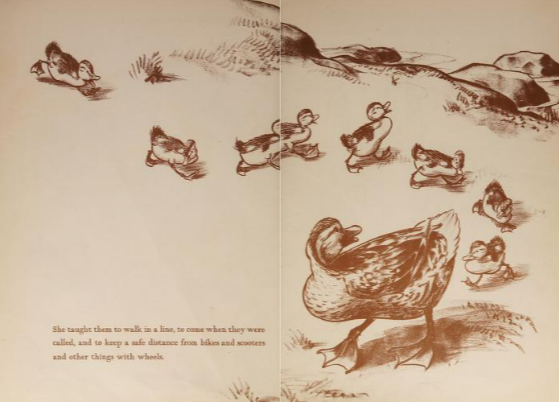 She taught them to walk in a line, to come when they were
called, and to keep a safe distance from bikes and scooters
and other things with wheels.